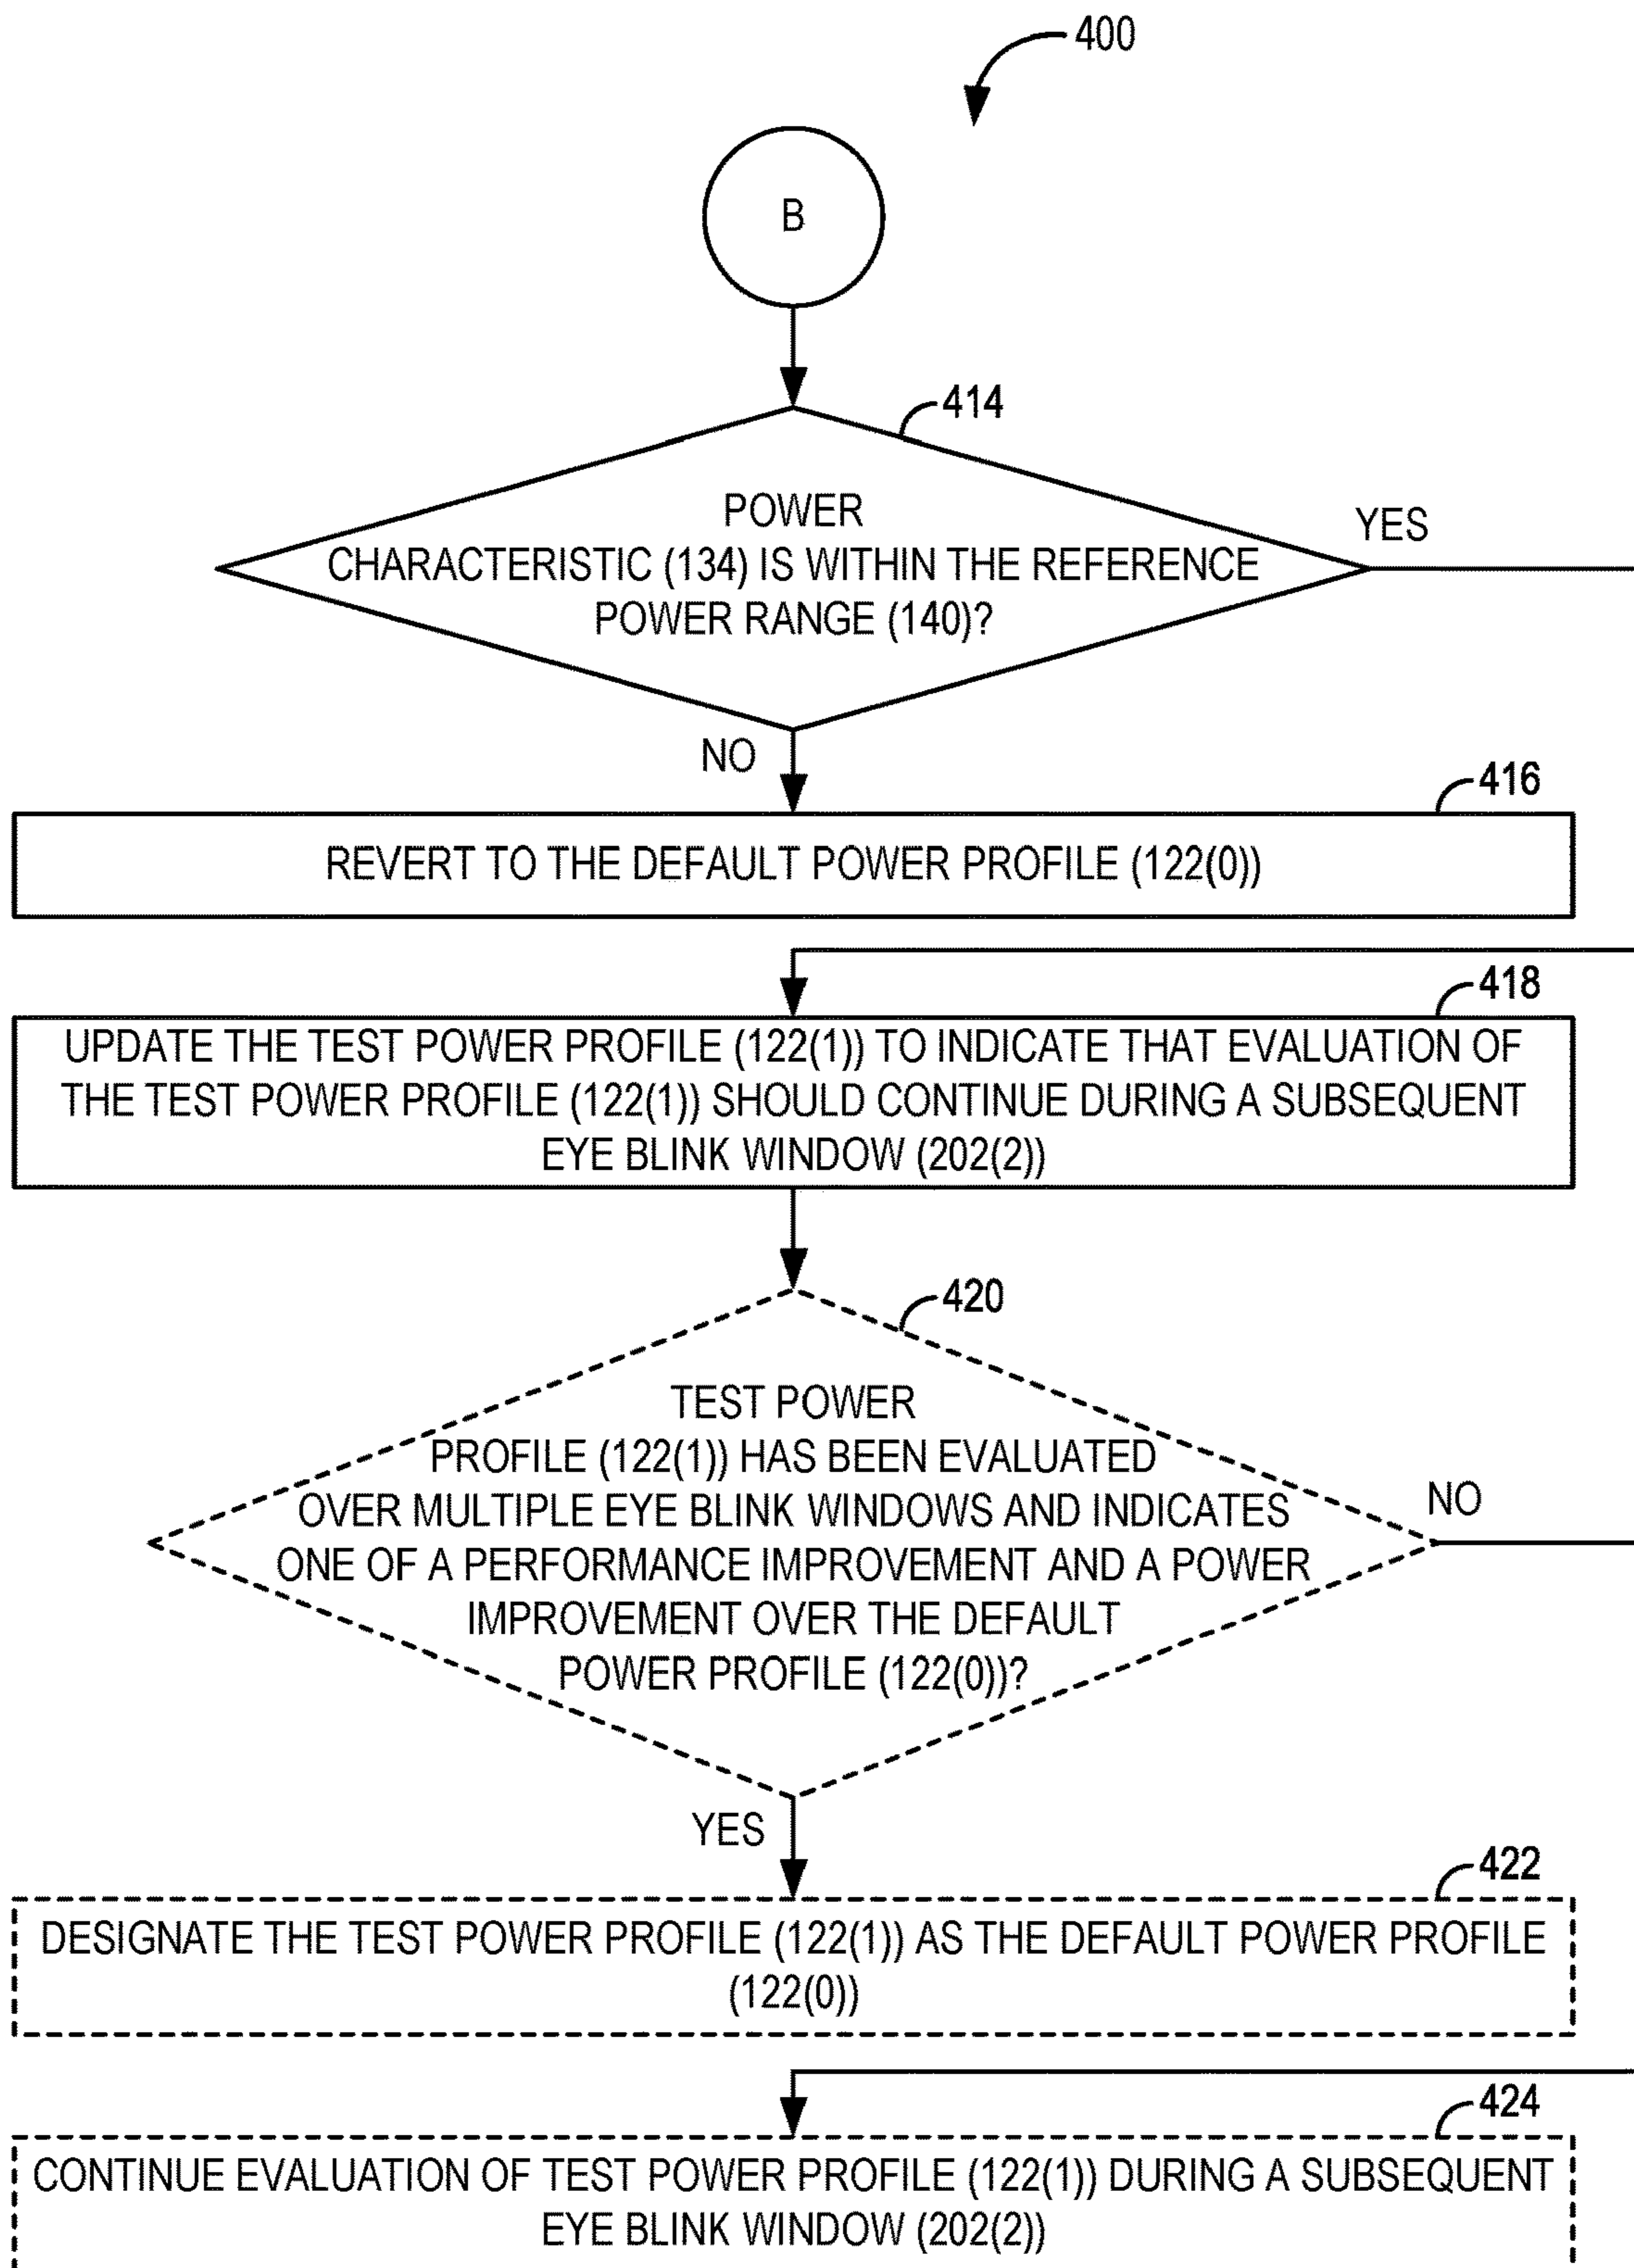 400
B
414
POWER
CHARACTERISTIC (134) IS WITHIN THE REFERENCE
POWER RANGE (140)?
YES
NO
416
REVERT TO THE DEFAULT POWER PROFILE (122(0))
418
UPDATE THE TEST POWER PROFILE (122(1)) TO INDICATE THAT EVALUATION OF
THE TEST POWER PROFILE (122(1)) SHOULD CONTINUE DURING A SUBSEQUENT
EYE BLINK WINDOW (202(2))
420
TEST POWER
PROFILE (122(1)) HAS BEEN EVALUATED
OVER MULTIPLE EYE BLINK WINDOWS AND INDICATES
ONE OF A PERFORMANCE IMPROVEMENT AND A POWER
IMPROVEMENT OVER THE DEFAULT
POWER PROFILE (122(0))?
NO
YES
422
DESIGNATE THE TEST POWER PROFILE (122(1)) AS THE DEFAULT POWER PROFILE
(122(0))
424
CONTINUE EVALUATION OF TEST POWER PROFILE (122(1)) DURING A SUBSEQUENT
EYE BLINK WINDOW (202(2))